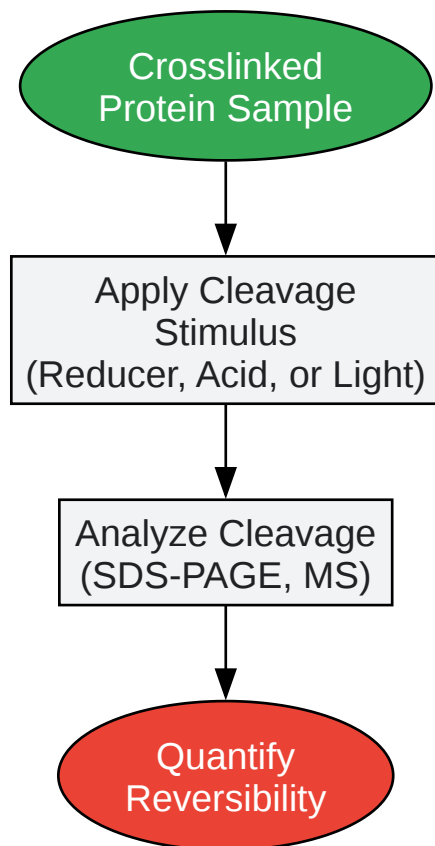 Crosslinked
Protein Sample
Apply Cleavage
Stimulus
(Reducer, Acid, or Light)
Analyze Cleavage
(SDS-PAGE, MS)
Quantify
Reversibility